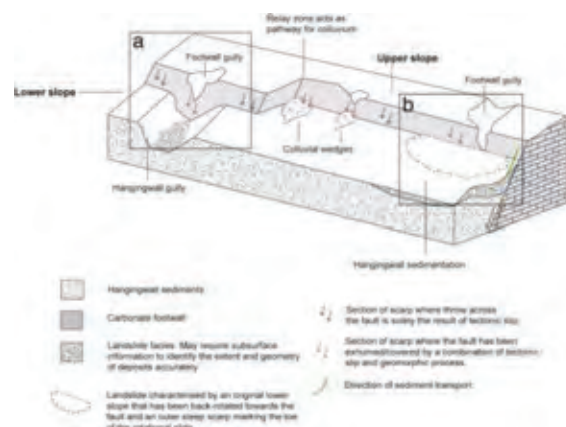 Relay zone acts as
pathway for colluvium
a
Footwall gully
Upper slope
Footwall gully
Lower slope
b
Colluvial wedges
Hangingwall gully
Hangingwall sedimentation
Hangingwall sediments
Carbonate footwall
Landslide facies. May require subsurface
information to identify the extent and geometry
of deposits accurately
Landslide characterised by an original lower
slope that has been back-rotated towards the
fault and an outer steep scarp marking the toe
Section of scarp where throw across
the fault is solely the result of tectonic slip
Section of scarp where the fault has been
exhumed/covered by a combination of tectonic
slip and geomorphic process.
Direction of sediment transport